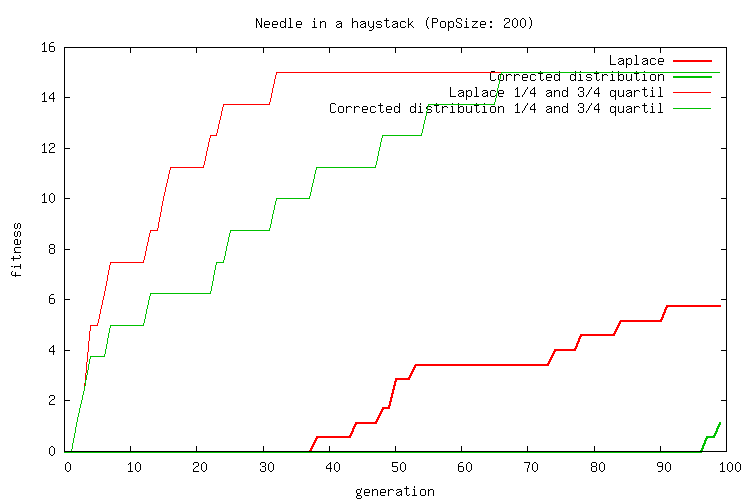 Needle in a haystack (PopSize: 200)
Laplace
Corrected distribution
Laplace 1/4 and 3/4 quartil
Corrected distribution 1/4 and 3/4 quartil
fitness
16
14
12
10
8
6
4
2
0
0 10 20 30 40 50 60 70 80 90 100
generation